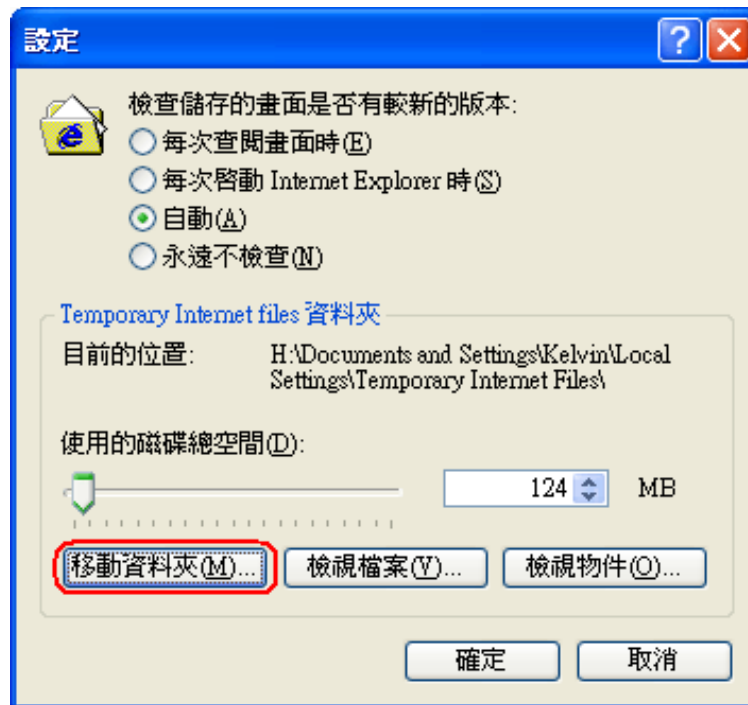 設定
檢查儲存的畫面是否有較新的版本:
每次查閱畫面時(E)
每次啓動 Internet Explorer 時(S)
自動(A)
永遠不檢查(N)
Temporary Internet files 資料夾
目前的位置: H:\Documents and Settings\Kelvin\Local
Settings\Temporary Internet Files\
使用的磁碟總空間(D):
124 MB
移動資料夾(M)... 檢視檔案(V)... 檢視物件(O)...
確定 取消